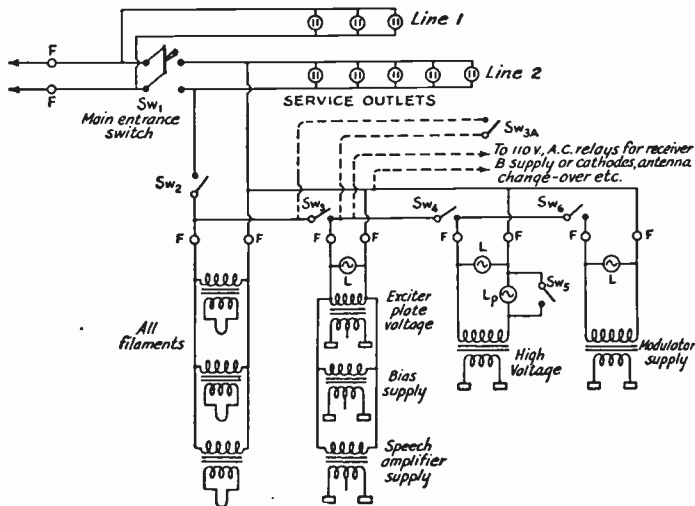 Line 1
F
Line 2
F
Sw1
Main entrance
switch
SERVICE OUTLETS
Sw3A
To 110 v., A.C. relays for receiver
B supply or cathodes, antenna
change-over etc.
Sw2
Sw3
Sw4
Sw6
F
F
F
F
F
F
F
F
L
L
L
Lp
Sw5
All
filaments
Exciter
plate
voltage
Bias
supply
Speech
amplifier
supply
High
Voltage
Modulator
supply